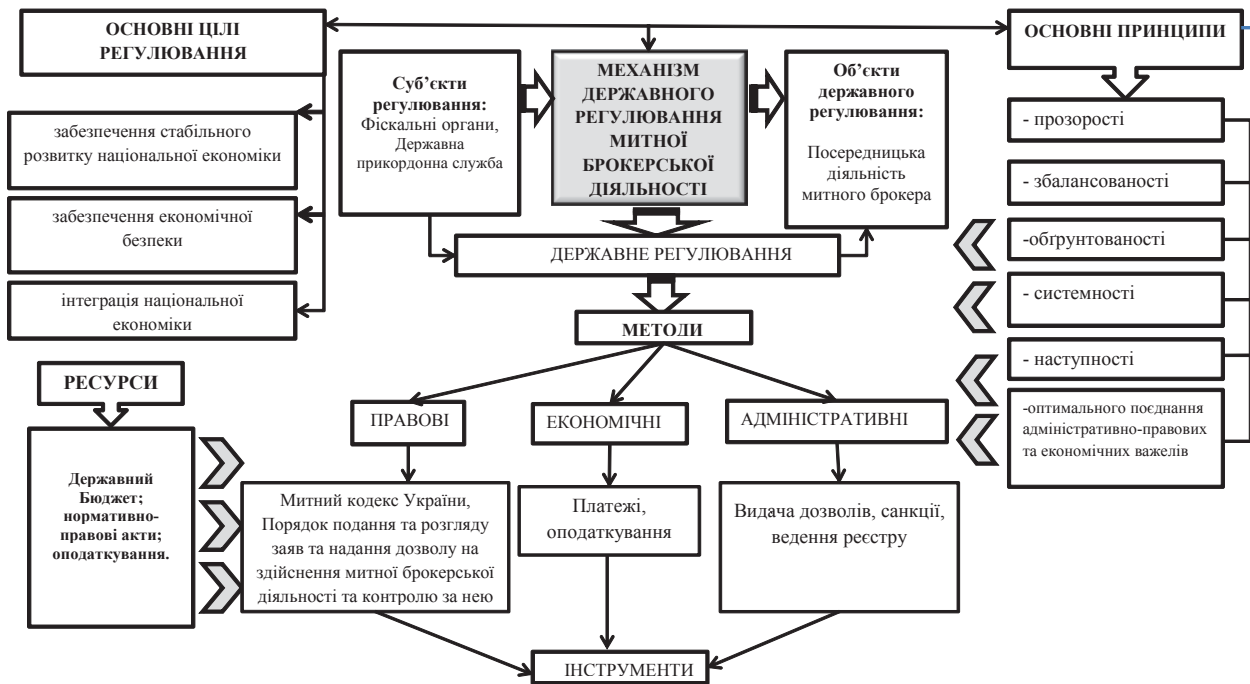 ОСНОВНІ ЦІЛІ
РЕГУЛЮВАННЯ
забезпечення стабільного
розвитку національної економіки
забезпечення економічної
безпеки
інтеграція національної
економіки
Суб’єкти
регулювання:
Фіскальні органи,
Державна
прикордонна служба
МЕХАНІЗМ
ДЕРЖАВНОГО
РЕГУЛЮВАННЯ
МИТНОЇ
БРОКЕРСЬКОЇ
ДІЯЛЬНОСТІ
Об’єкти
державного
регулювання:
Посередницька
діяльність
митного брокера
ОСНОВНІ ПРИНЦИПИ
- прозорості
- збалансованості
-обґрунтованості
- системності
- наступності
-оптимального поєднання
адміністративно-правових
та економічних важелів
ДЕРЖАВНЕ РЕГУЛЮВАННЯ
МЕТОДИ
РЕСУРСИ
Державний
Бюджет;
нормативно-
правові акти;
оподаткування.
ПРАВОВІ
ЕКОНОМІЧНІ
АДМІНІСТРАТИВНІ
Митний кодекс України,
Порядок подання та розгляду
заяв та надання дозволу на
здійснення митної брокерської
діяльності та контролю за нею
Платежі,
оподаткування
Видача дозволів, санкції,
ведення реєстру
ІНСТРУМЕНТИ